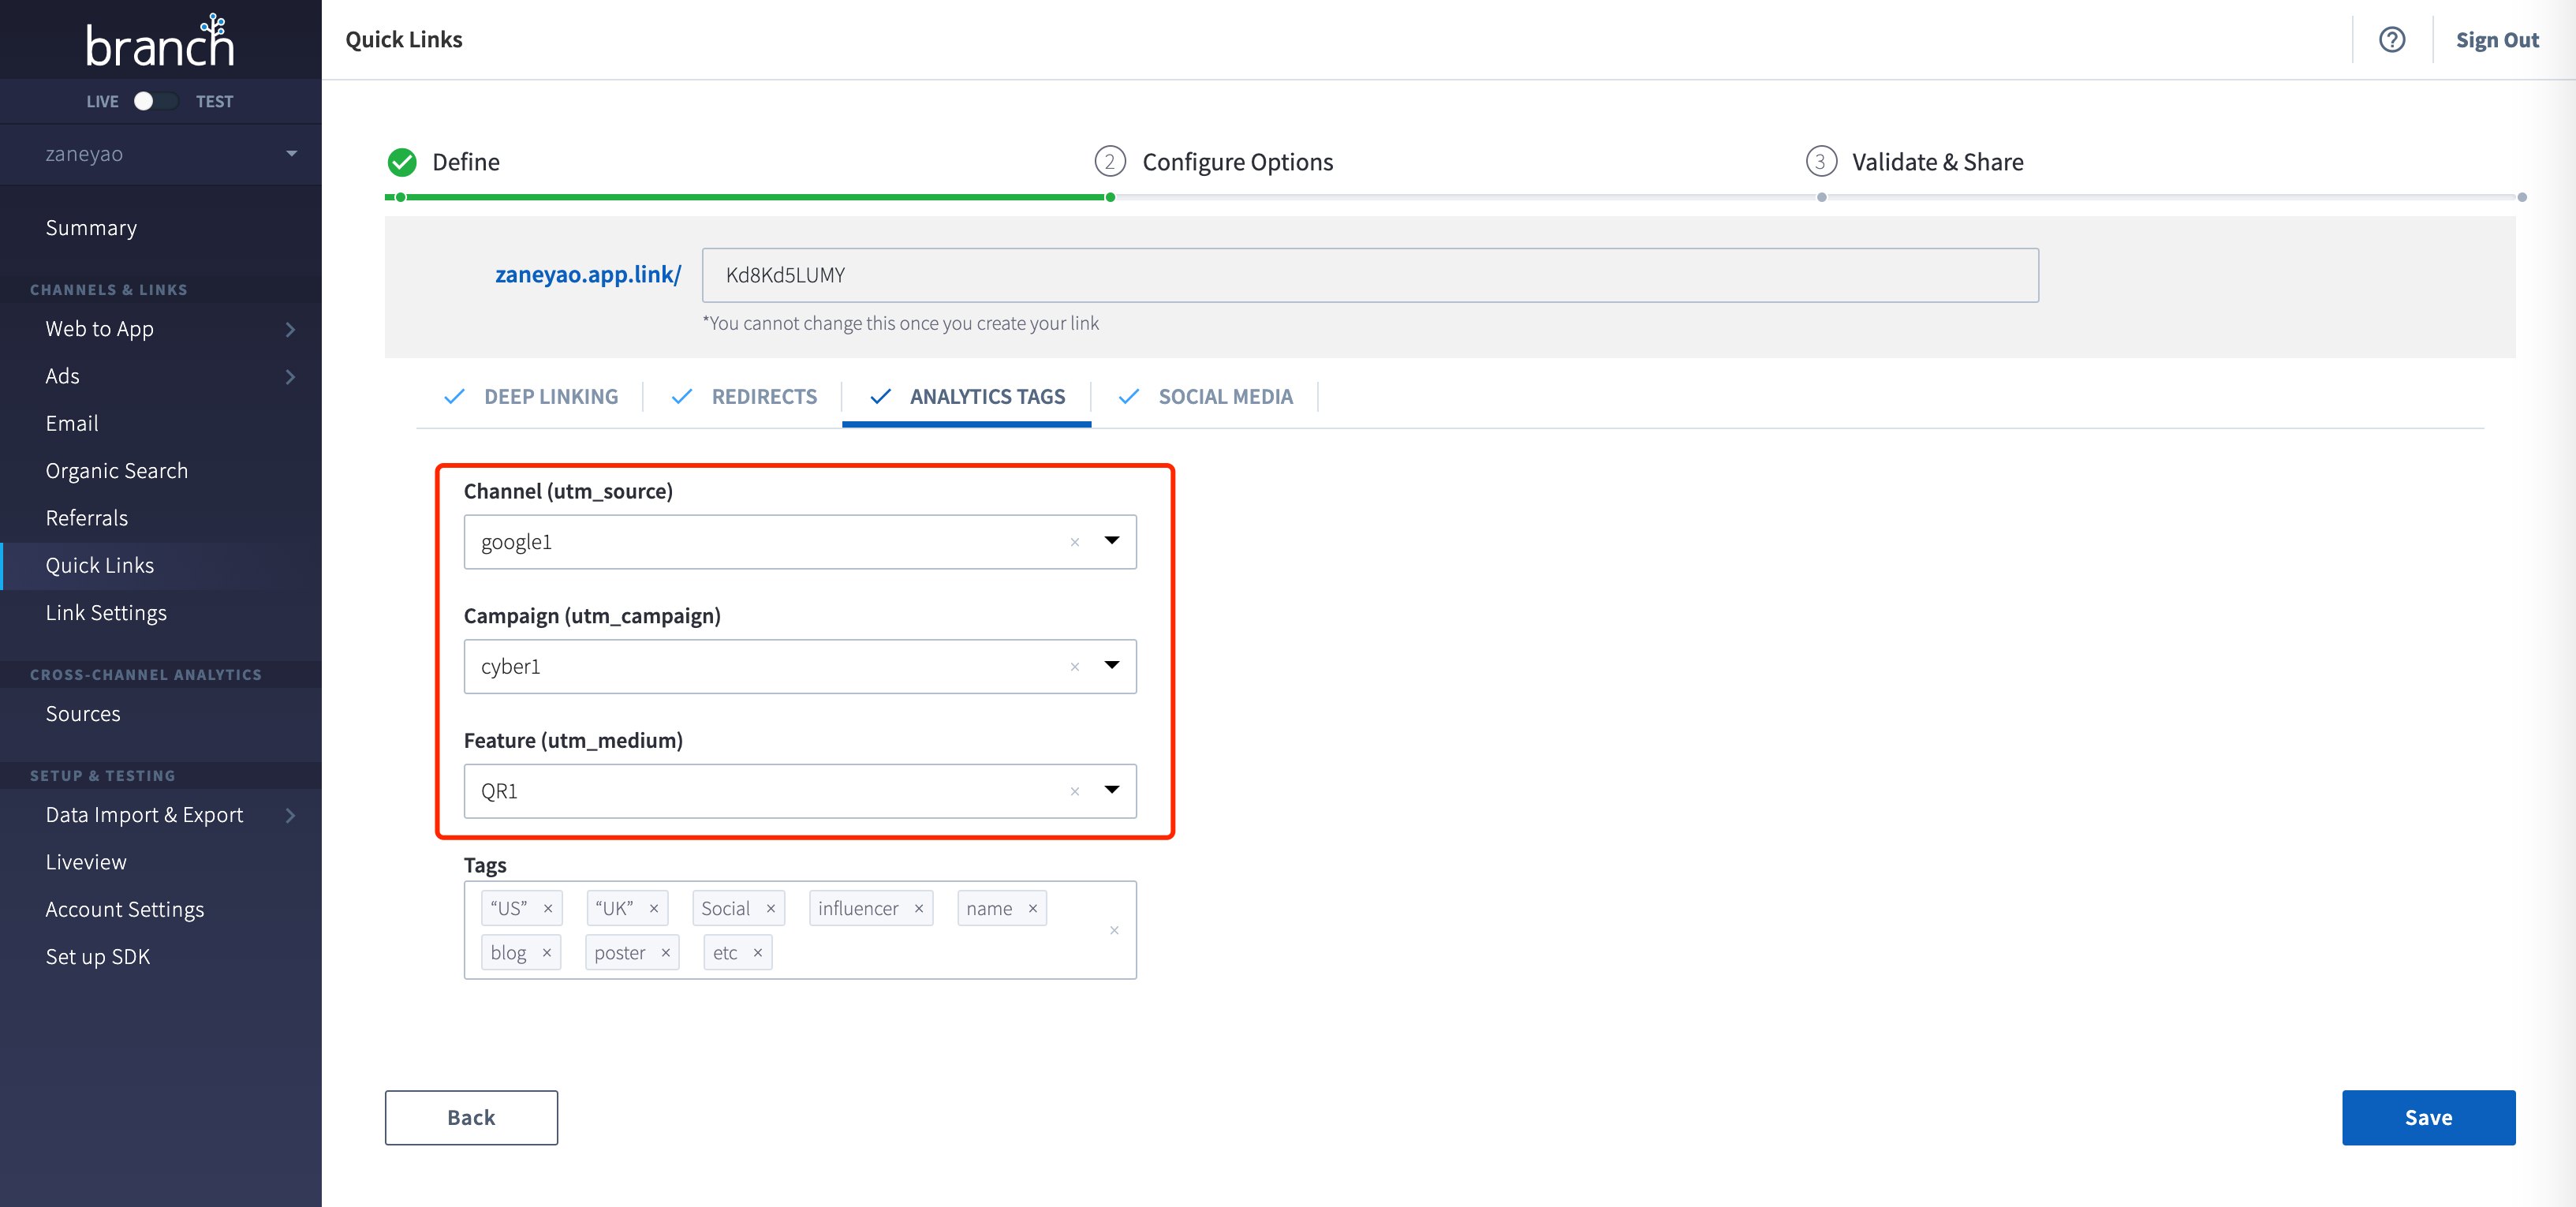 branch
Quick Links
Sign Out
LIVE TEST
zaneyao
Summary
CHANNELS & LINKS
Web to App
Ads
Email
Organic Search
Referrals
Quick Links
Link Settings
CROSS-CHANNEL ANALYTICS
Sources
SETUP & TESTING
Data Import & Export
Liveview
Account Settings
Set up SDK
Define
2 Configure Options
3 Validate & Share
zaneyao.app.link/ Kd8Kd5LUMY
*You cannot change this once you create your link
DEEP LINKING REDIRECTS ANALYTICS TAGS SOCIAL MEDIA
Channel (utm_source)
google1 ×
Campaign (utm_campaign)
cyber1 ×
Feature (utm_medium)
QR1 ×
Tags
“US” × “UK” × Social × influencer × name ×
blog × poster × etc × ×
Back Save